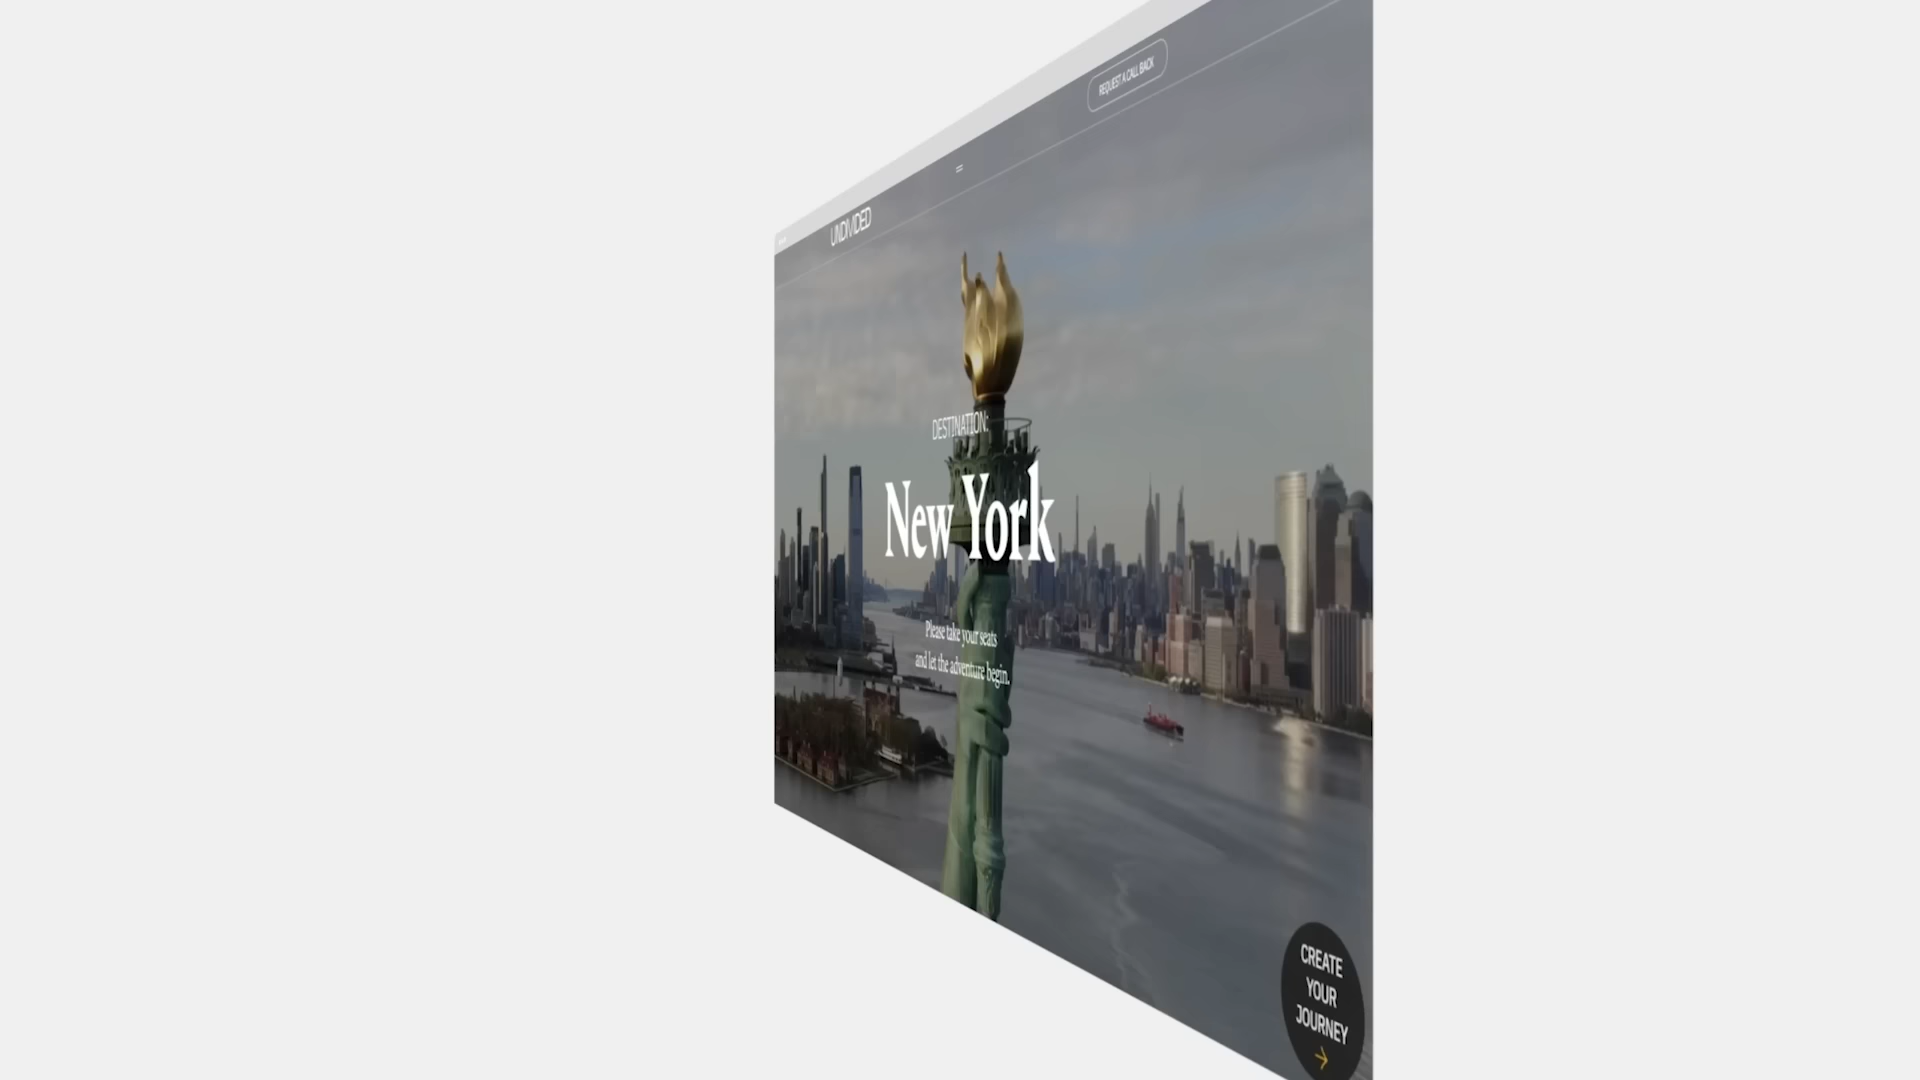 UNDIVIDED
REQUEST A CALL BACK
DESTINATION:
New York
Please take your seats
and let the adventure begin.
CREATE
YOUR
JOURNEY